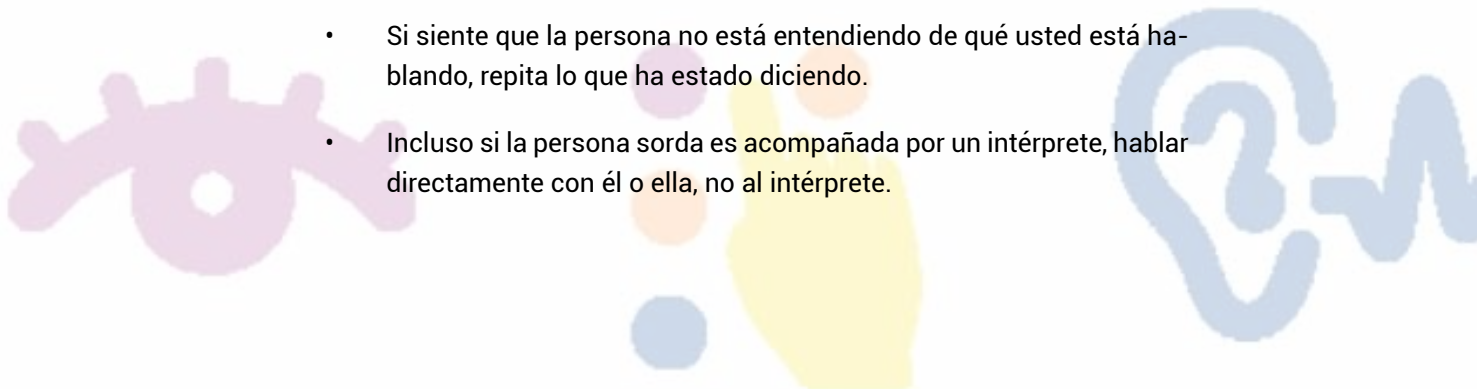 • Si siente que la persona no está entendiendo de qué usted está ha-
blando, repita lo que ha estado diciendo.
• Incluso si la persona sorda es acompañada por un intérprete, hablar
directamente con él o ella, no al intérprete.